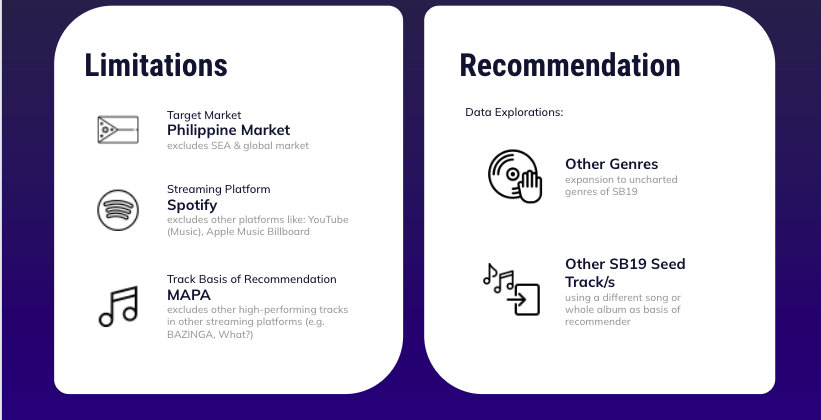 Limitations
Target Market
Philippine Market
excludes SEA & global market
Streaming Platform
Spotify
excludes other platforms like: YouTube
(Music), Apple Music Billboard
Track Basis of Recommendation
MAPA
excludes other high-performing tracks
in other streaming platforms (e.g.
BAZINGA, What?)
Recommendation
Data Explorations:
Other Genres
expansion to uncharted
genres of SB19
Other SB19 Seed
Track/s
using a different song or
whole album as basis of
recommender